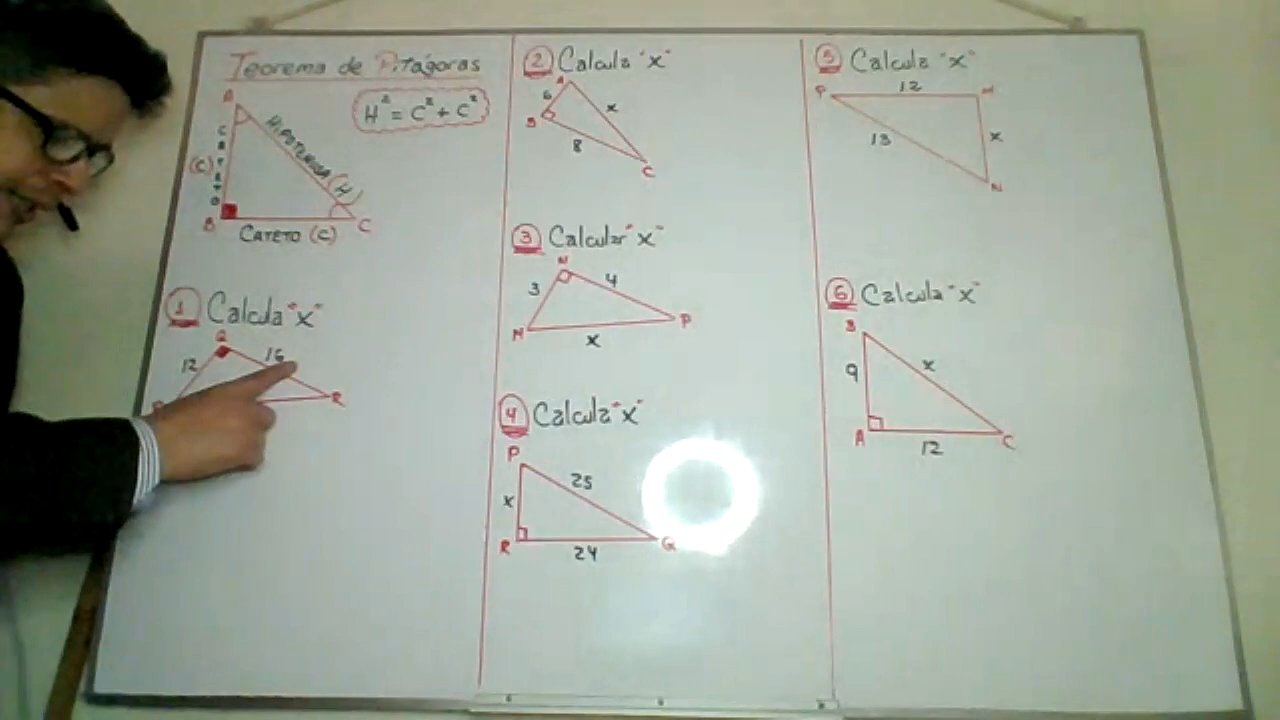 Teorema de Pitágoras
H² = C² + C²
A
HIPOTENUSA (H)
(C)
CATETO
B
C
CATETO (C)
1 Calcula "x"
Q
12
16
R
2 Calcula "x"
A
6
x
B
8
C
3 Calcular "x"
N
3
4
M
P
x
4 Calcula "x"
P
25
x
R
24
Q
5 Calcula "x"
P
12
M
13
x
N
6 Calcula "x"
B
9
x
A
12
C